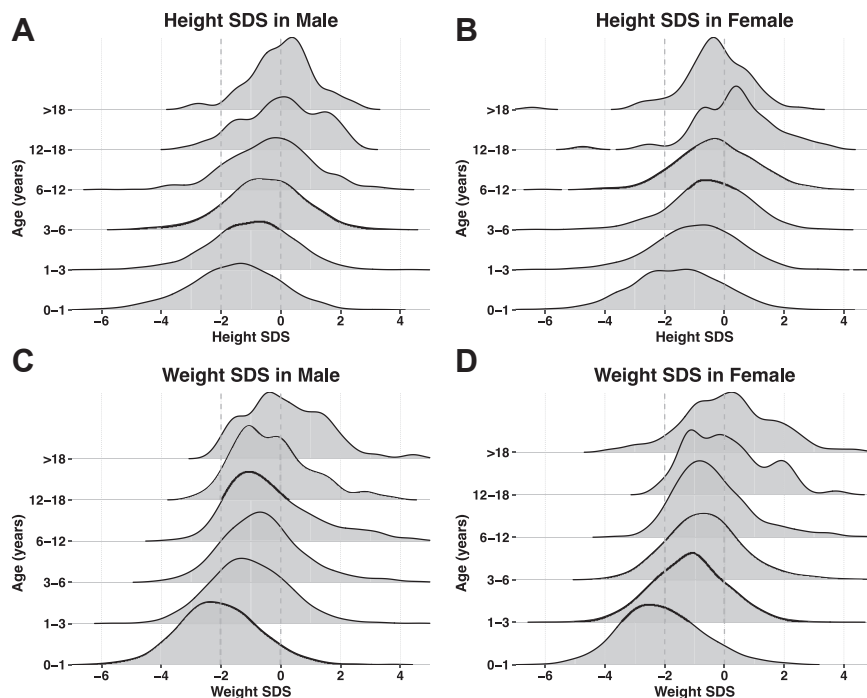 A
Height SDS in Male
>18
12–18
6–12
3–6
1–3
0–1
Age (years)
−6 −4 −2 0 2 4
Height SDS
B
Height SDS in Female
>18
12–18
6–12
3–6
1–3
0–1
Age (years)
−6 −4 −2 0 2 4
Height SDS
C
Weight SDS in Male
>18
12–18
6–12
3–6
1–3
0–1
Age (years)
−6 −4 −2 0 2 4
Weight SDS
D
Weight SDS in Female
>18
12–18
6–12
3–6
1–3
0–1
Age (years)
−6 −4 −2 0 2 4
Weight SDS